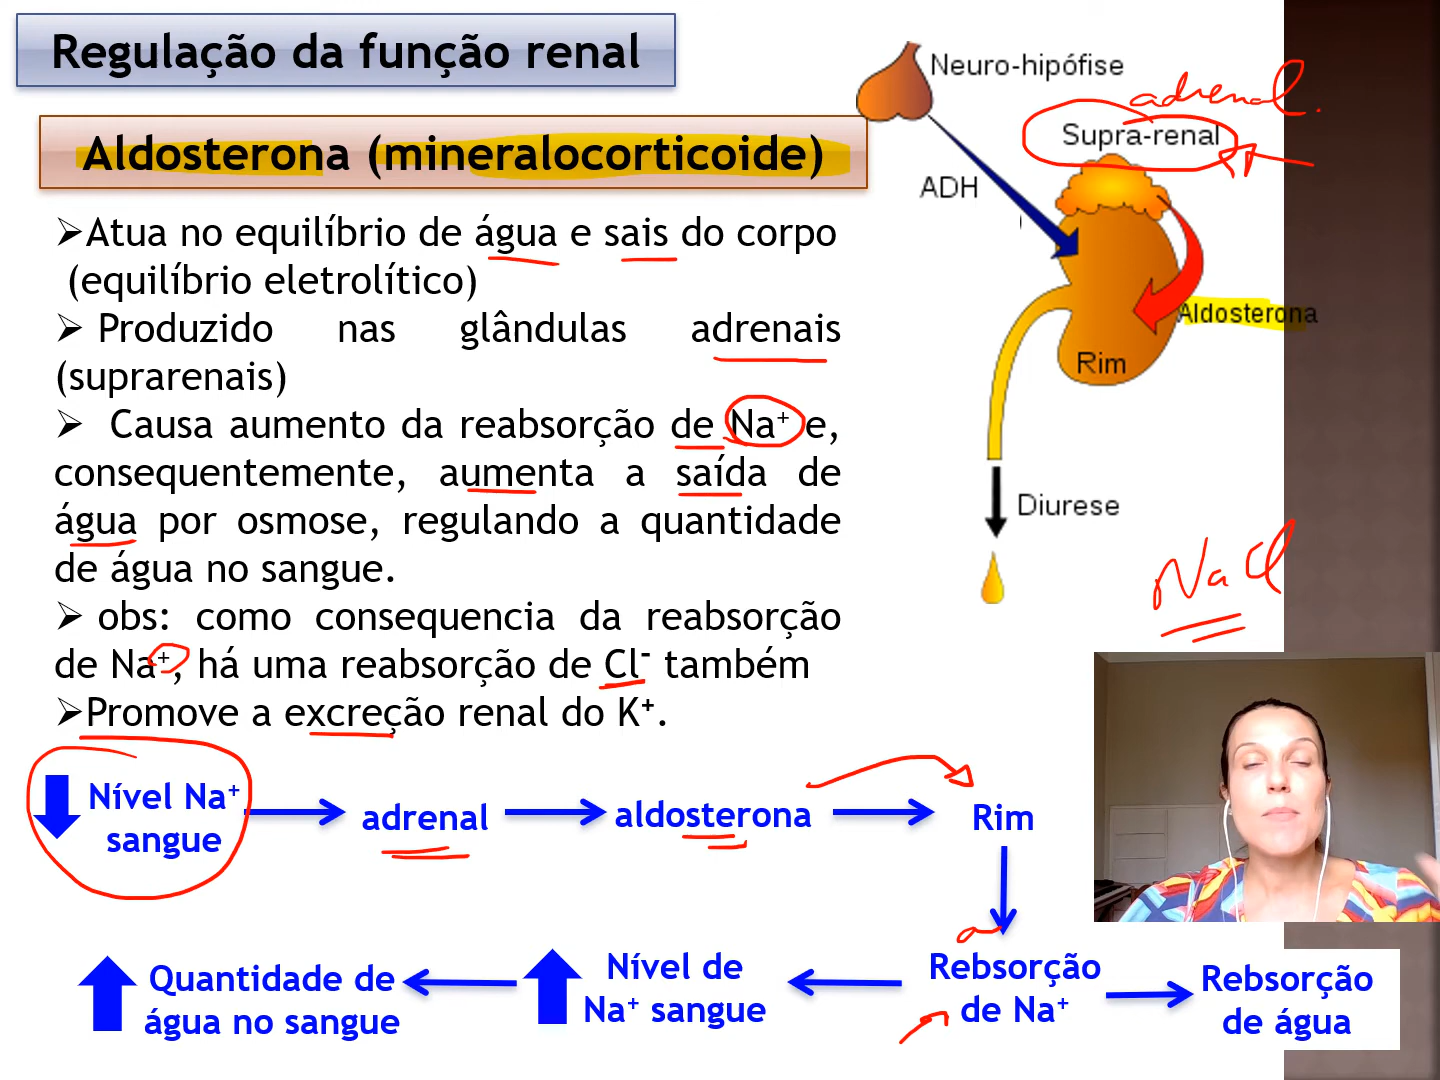 Regulação da função renal
Aldosterona (mineralocorticoide)
➢Atua no equilíbrio de água e sais do corpo
(equilíbrio eletrolítico)
➢ Produzido nas glândulas adrenais
(suprarenais)
➢ Causa aumento da reabsorção de Na⁺ e,
consequentemente, aumenta a saída de
água por osmose, regulando a quantidade
de água no sangue.
➢ obs: como consequencia da reabsorção
de Na⁺, há uma reabsorção de Cl⁻ também
➢Promove a excreção renal do K⁺.
Neuro-hipófise
adrenal.
Supra-renal
ADH
Aldosterona
Rim
Diurese
NaCl
Nível Na⁺
sangue
adrenal
aldosterona
Rim
a
Rebsorção
de Na⁺
Rebsorção
de água
Nível de
Na⁺ sangue
Quantidade de
água no sangue